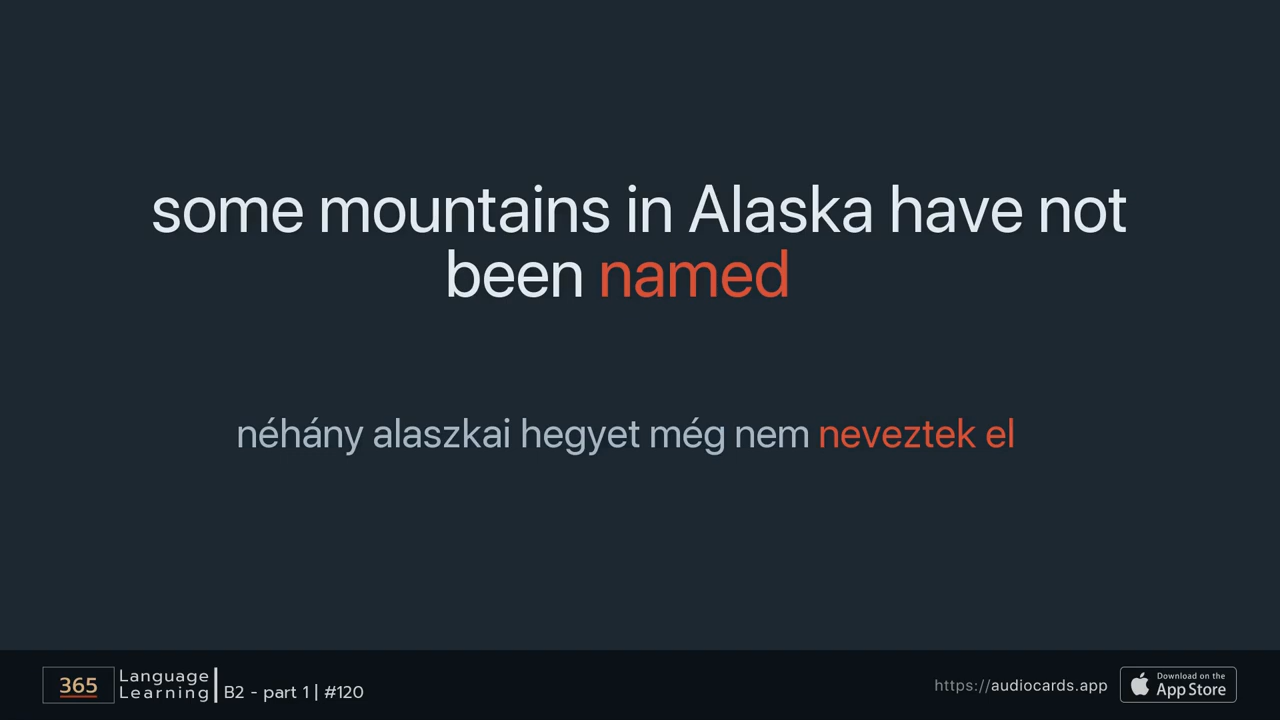 some mountains in Alaska have not
been named
néhány alaszkai hegyet még nem neveztek el
365
Language
Learning
B2 - part 1 | #120
https://audiocards.app
Download on the
App Store